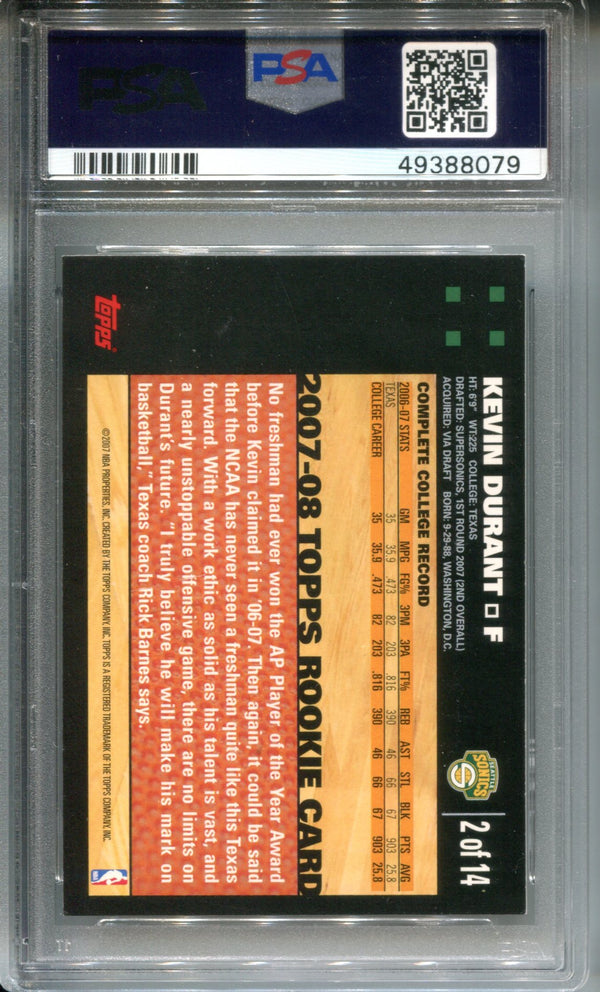 PSA
PSA
49388079
KEVIN DURANT □ F
2 of 14
HT: 6'9" WT:225 COLLEGE: TEXAS
DRAFTED: SUPERSONICS, 1ST ROUND 2007 (2ND OVERALL)
ACQUIRED: VIA DRAFT BORN: 9-29-88, WASHINGTON, D.C.
SEATTLE
SONICS
COMPLETE COLLEGE RECORD
2006-07 STATS GM MPG FG% 3PM 3PA FT% REB AST STL BLK PTS AVG
TEXAS 35 35.9 .473 82 203 .816 390 46 66 67 903 25.8
COLLEGE CAREER 35 35.9 .473 82 203 .816 390 46 66 67 903 25.8
2007-08 TOPPS ROOKIE CARD
No freshman had ever won the AP Player of the Year Award
before Kevin claimed it in '06-07. Then again, it could be said
that the NCAA has never seen a freshman quite like this Texas
forward. With a work ethic as solid as his talent is vast, and
a nearly unstoppable offensive game, there are no limits on
Durant's future. "I truly believe he will make his mark on
basketball," Texas coach Rick Barnes says.
topps
©2007 NBA PROPERTIES, INC. CREATED BY THE TOPPS COMPANY, INC. TOPPS IS A REGISTERED TRADEMARK OF THE TOPPS COMPANY, INC.
NBA
PSA